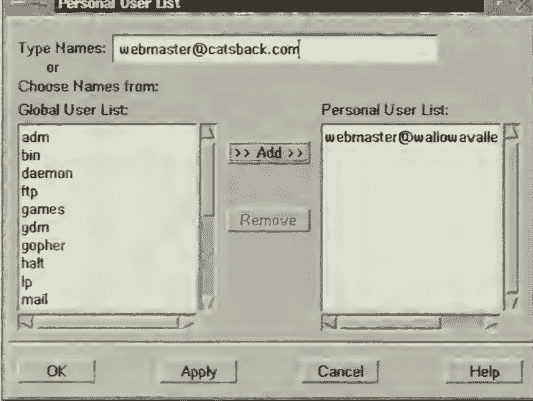 Personal User List
Type Names: webmaster@catsback.com
or
Choose Names from:
Global User List:
adm
bin
daemon
ftp
games
gdm
gopher
halt
lp
mail
>> Add >>
Remove
Personal User List:
webmaster@wallowavalle
OK Apply Cancel Help